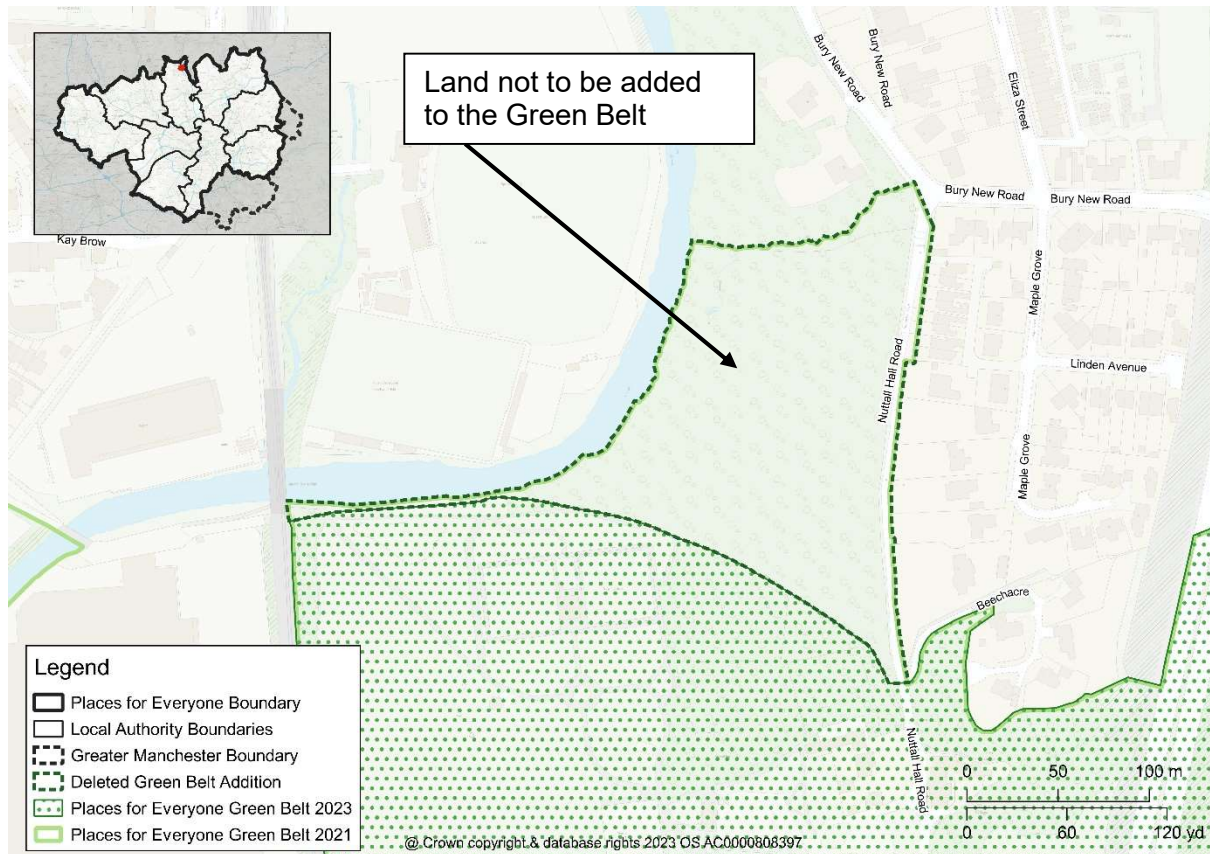 Land not to be added
to the Green Belt
Bury New Road
Bury New Road
Eliza Street
Bury New Road
Bury New Road
Kay Brow
Maple Grove
Linden Avenue
Nuttall Hall Road
Maple Grove
Beechacre
Nuttall Hall Road
Legend
Places for Everyone Boundary
Local Authority Boundaries
Greater Manchester Boundary
Deleted Green Belt Addition
Places for Everyone Green Belt 2023
Places for Everyone Green Belt 2021
0 50 100 m
0 60 120 yd
@ Crown copyright & database rights 2023 OS AC0000808397